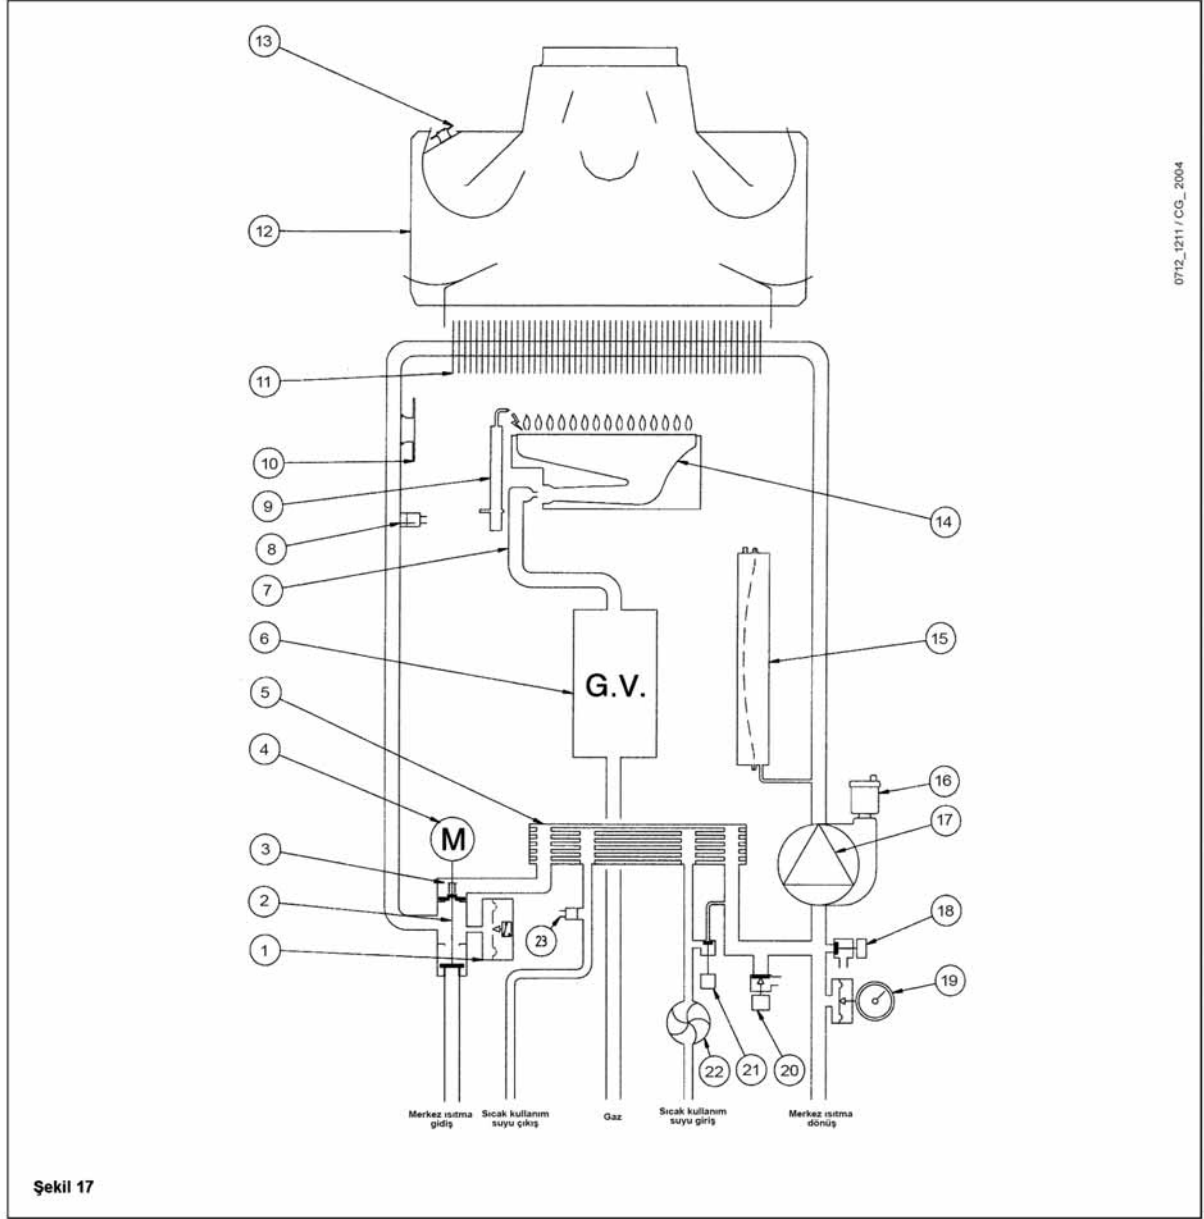 13
0712_1211 / CG_ 2004
12
11
10
9
14
8
7
6
15
G.V.
5
4
16
M
17
3
2
18
23
1
19
22
21
20
Merkez ısıtma
gidiş
Sıcak kullanım
suyu çıkış
Gaz
Sıcak kullanım
suyu giriş
Merkez ısıtma
dönüş
Şekil 17